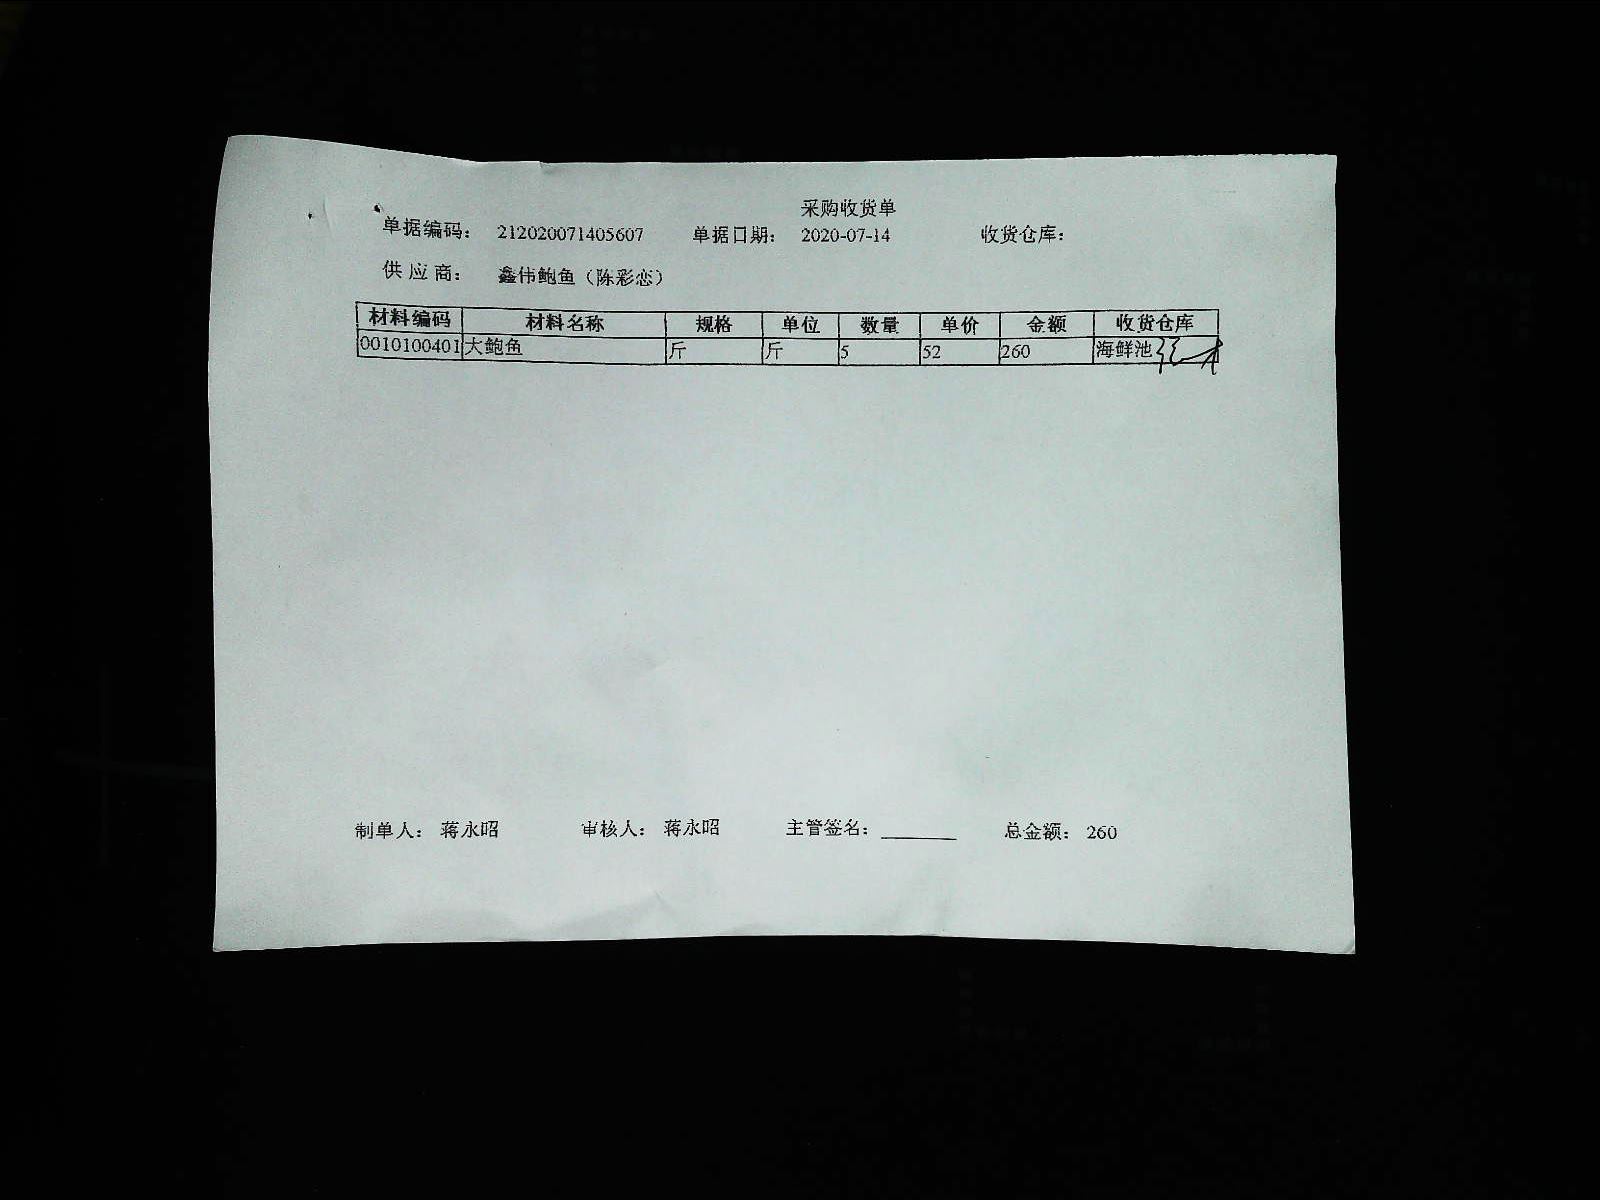 采购收货单
单据编码： 212020071405607 单据日期： 2020-07-14 收货仓库：
供应商： 鑫伟鲍鱼（陈彩恋）
材料编码 材料名称 规格 单位 数量 单价 金额 收货仓库
0010100401 大鲍鱼 斤 斤 5 52 260 海鲜池
制单人： 蒋永昭 审核人： 蒋永昭 主管签名：________ 总金额： 260